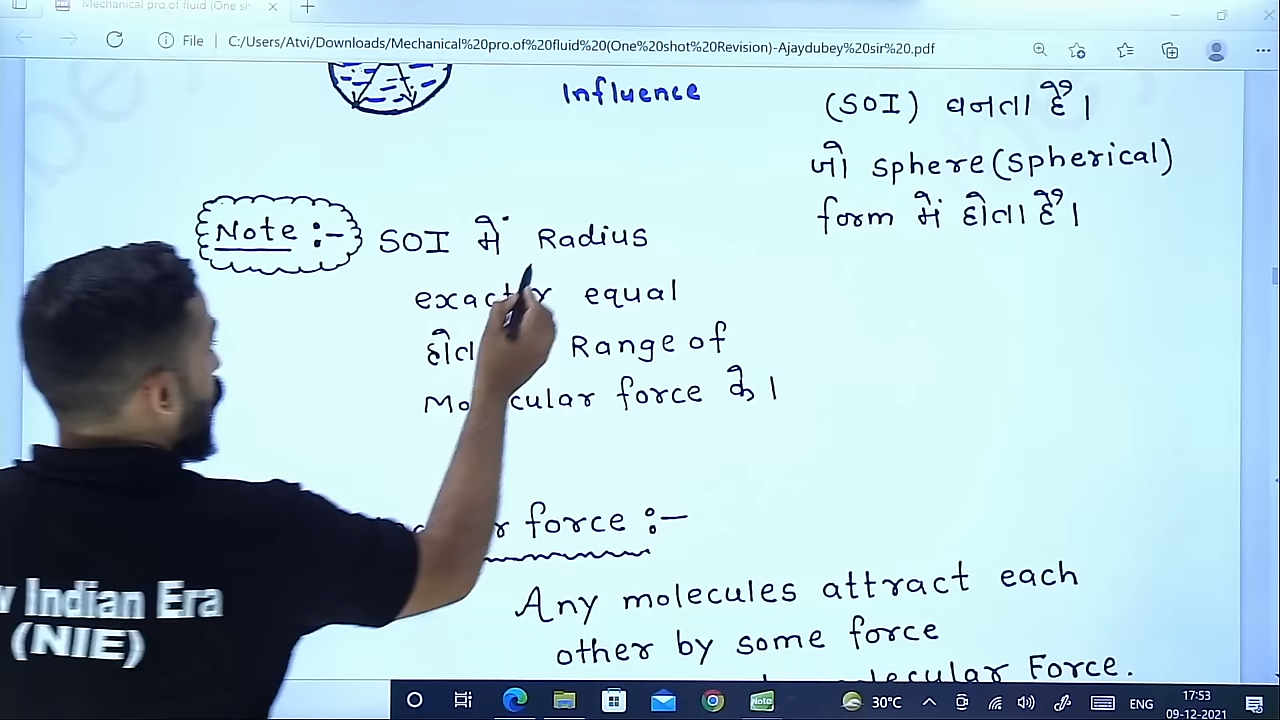 Mechanical pro.of fluid (One sh
File
C:/Users/Atvi/Downloads/Mechanical%20pro.of%20fluid%20(One%20shot%20Revision)-Ajaydubey%20sir%20.pdf
Influence
(SOI) बनता है।
जो sphere(spherical)
form में होता है।
Note :- SOI में Radius
equal
Range of
force के।
force :-
Any molecules attract each
other by some force
Force.
Indian Era
(NIE)
30°C
ENG
17:53
09-12-2021